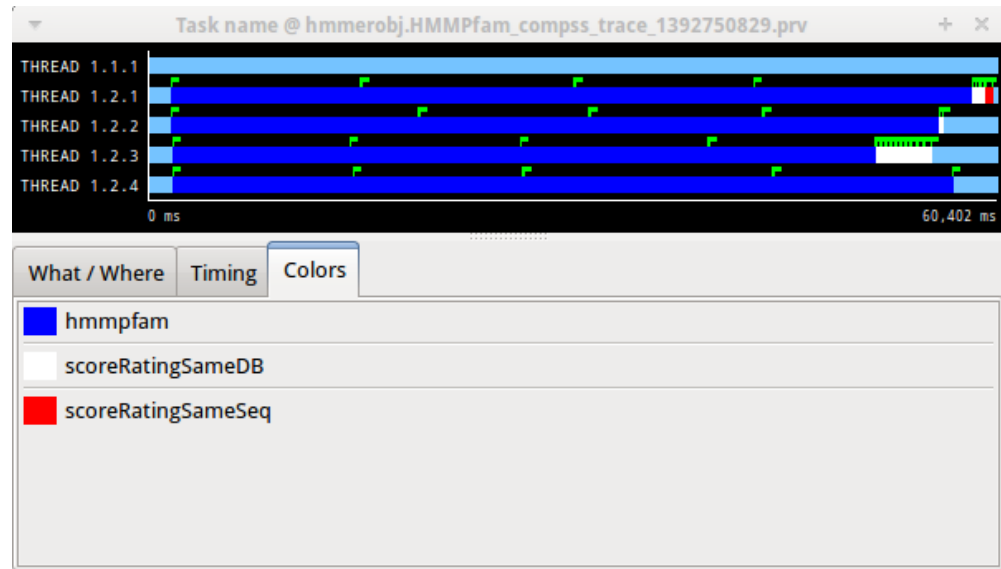 Task name @ hmmerobj.HMMPfam_compss_trace_1392750829.prv
THREAD 1.1.1
THREAD 1.2.1
THREAD 1.2.2
THREAD 1.2.3
THREAD 1.2.4
0 ms 60,402 ms
What / Where Timing Colors
hmmpfam
scoreRatingSameDB
scoreRatingSameSeq